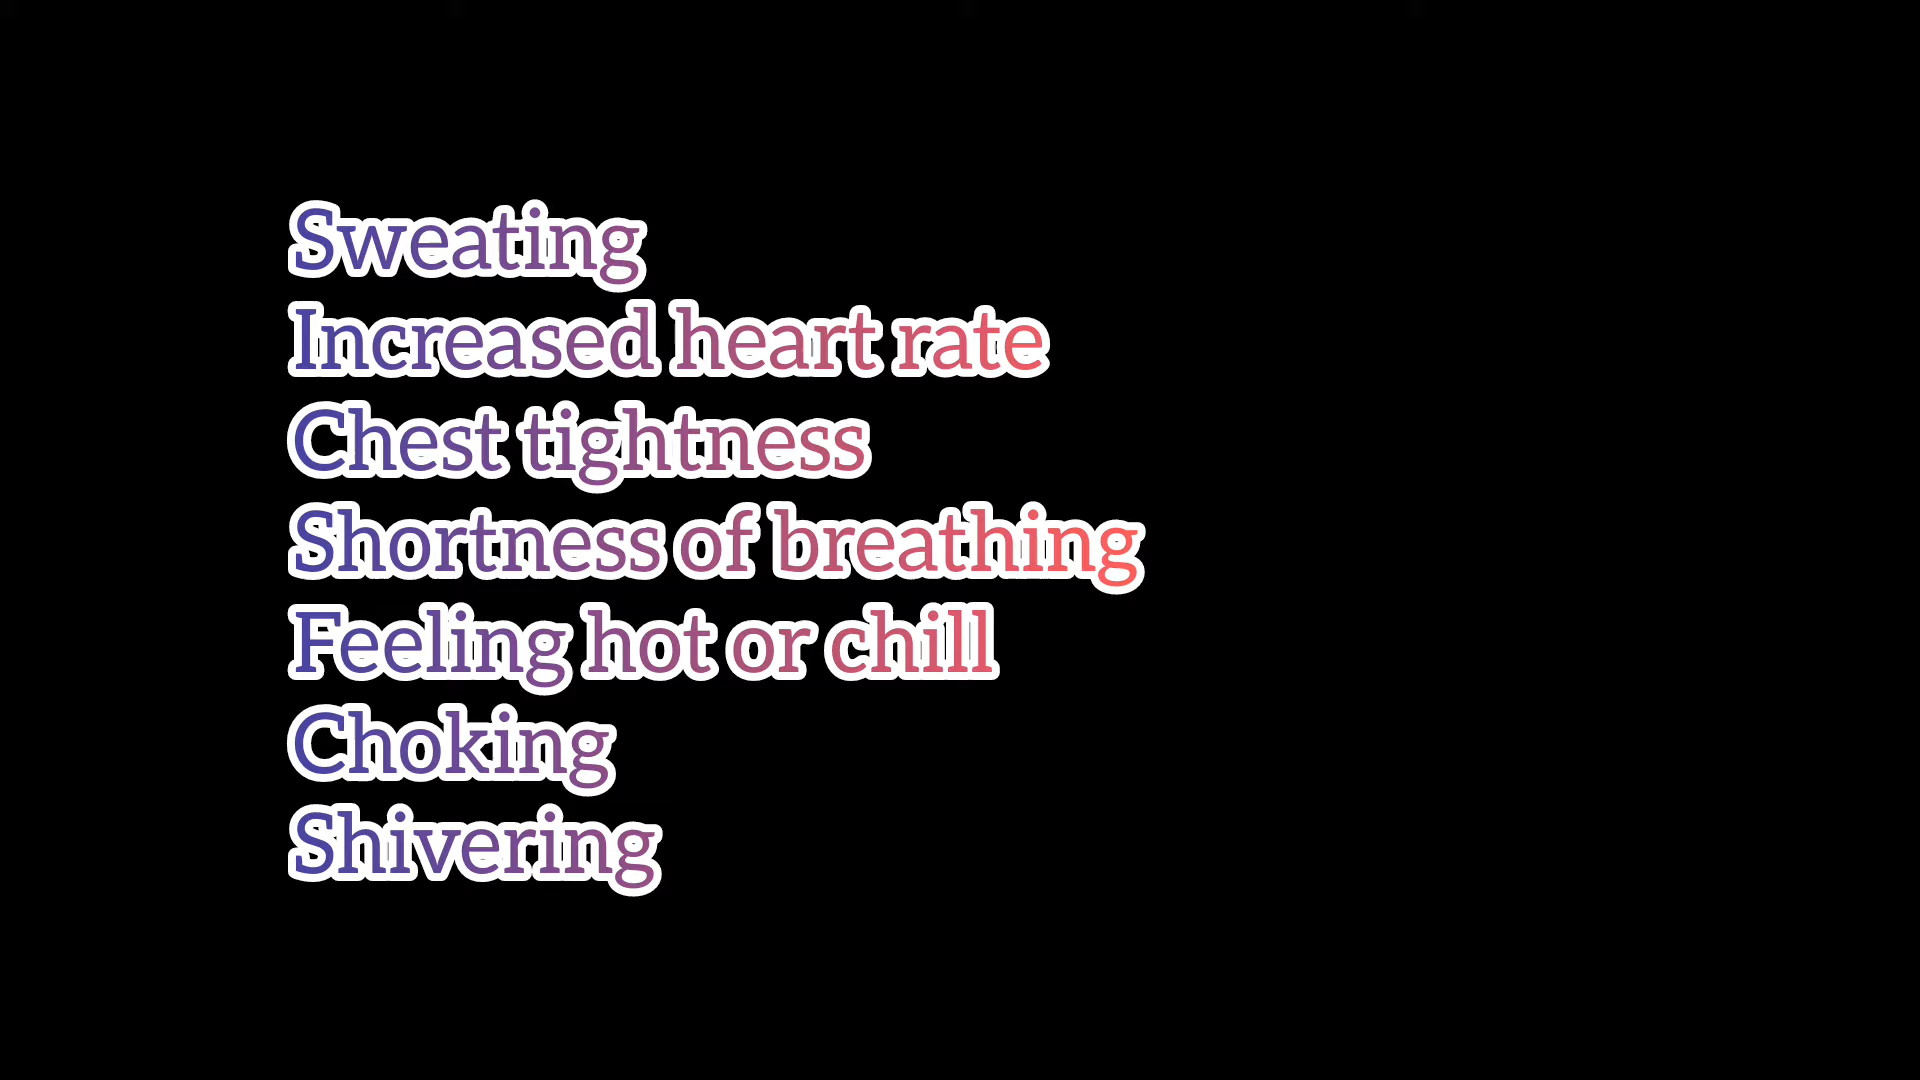 Sweating
Increased heart rate
Chest tightness
Shortness of breathing
Feeling hot or chill
Choking
Shivering